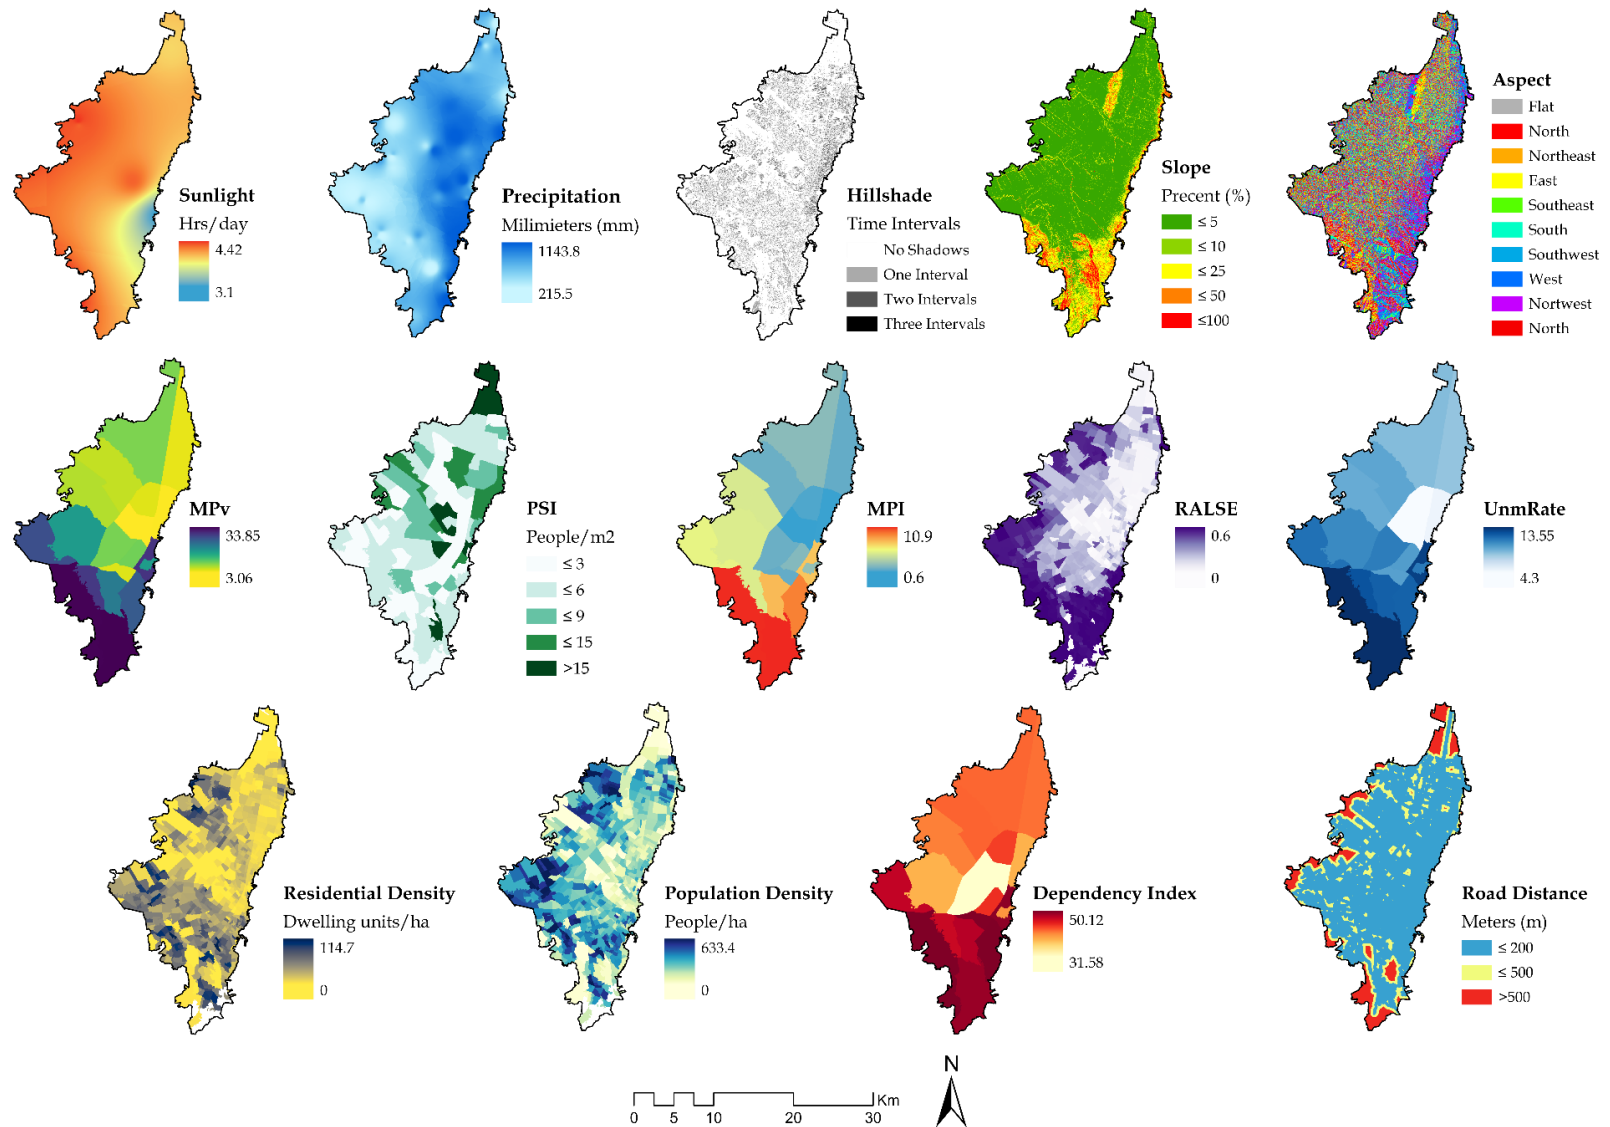 Sunlight
Hrs/day
4.42
3.1
Precipitation
Milimieters (mm)
1143.8
215.5
Hillshade
Time Intervals
No Shadows
One Interval
Two Intervals
Three Intervals
Slope
Precent (%)
≤ 5
≤ 10
≤ 25
≤ 50
≤100
Aspect
Flat
North
Northeast
East
Southeast
South
Southwest
West
Nortwest
North
MPv
33.85
3.06
PSI
People/m2
≤ 3
≤ 6
≤ 9
≤ 15
>15
MPI
10.9
0.6
RALSE
0.6
0
UnmRate
13.55
4.3
Residential Density
Dwelling units/ha
114.7
0
Population Density
People/ha
633.4
0
Dependency Index
50.12
31.58
Road Distance
Meters (m)
≤ 200
≤ 500
>500
Km
0 5 10 20 30
N